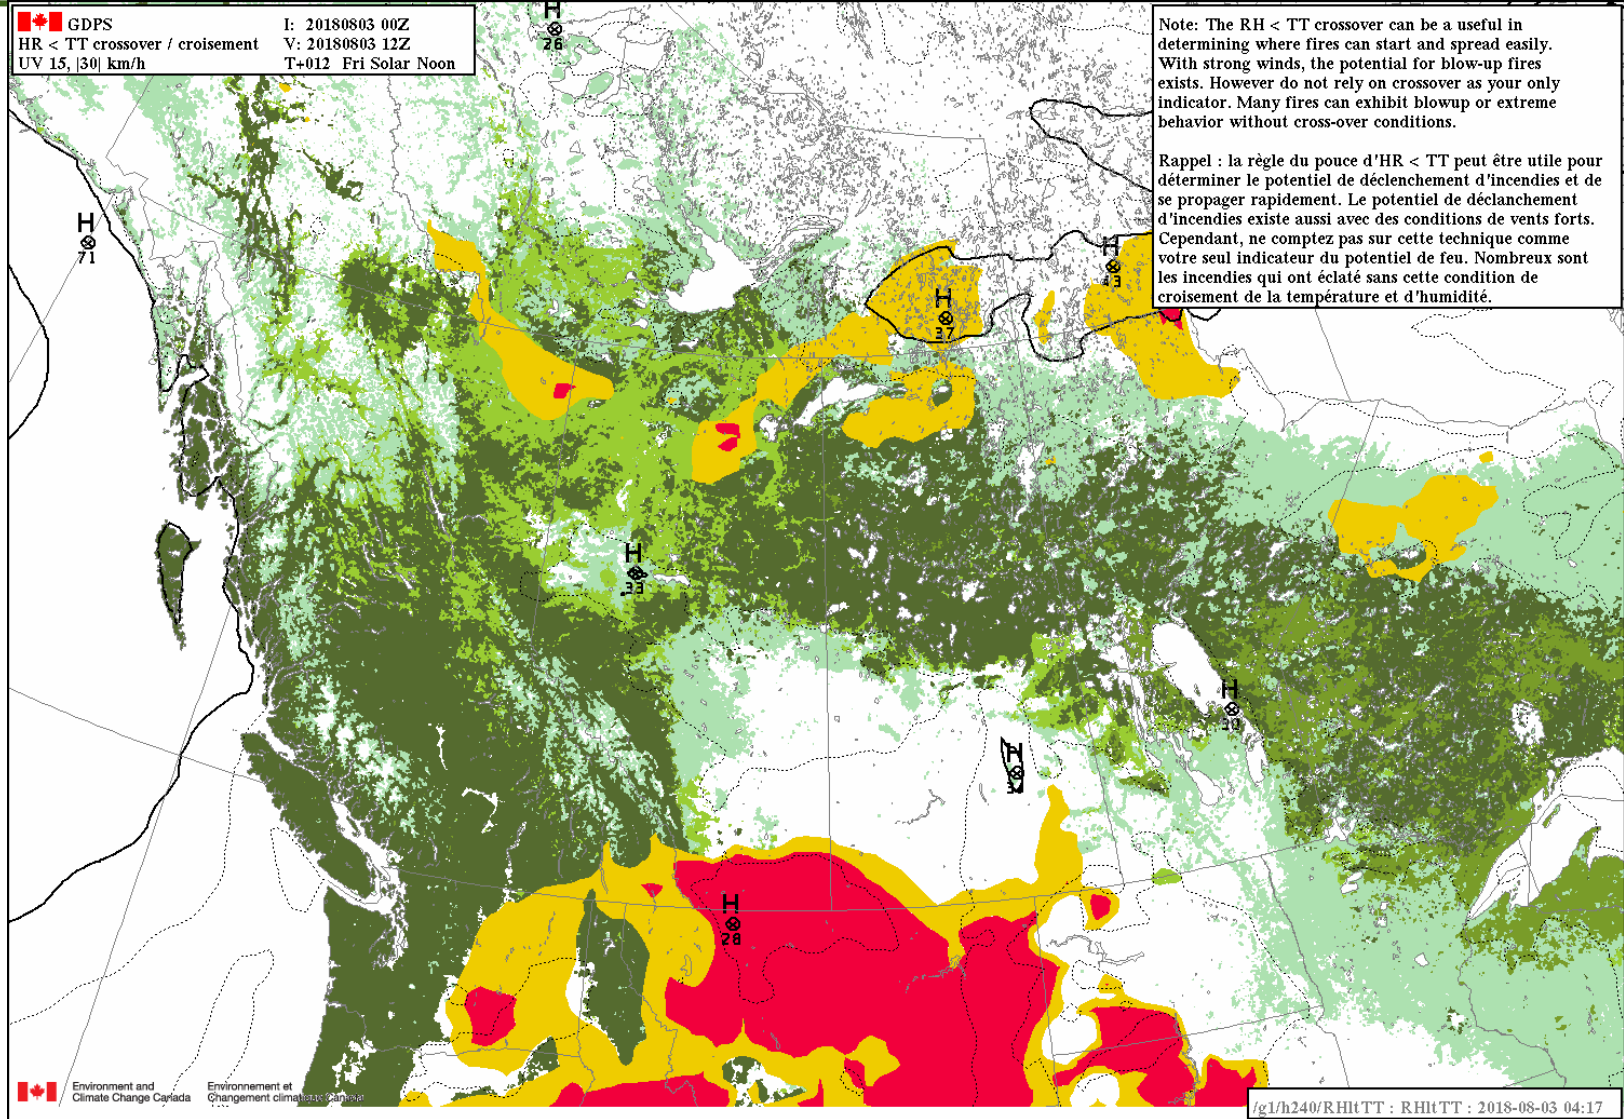 GDPS
I: 20180803 00Z
HR < TT crossover / croisement
V: 20180803 12Z
UV 15, |30| km/h
T+012 Fri Solar Noon
Note: The RH < TT crossover can be a useful in
determining where fires can start and spread easily.
With strong winds, the potential for blow-up fires
exists. However do not rely on crossover as your only
indicator. Many fires can exhibit blowup or extreme
behavior without cross-over conditions.
Rappel : la règle du pouce d'HR < TT peut être utile pour
déterminer le potentiel de déclenchement d'incendies et de
se propager rapidement. Le potentiel de déclanchement
d'incendies existe aussi avec des conditions de vents forts.
Cependant, ne comptez pas sur cette technique comme
votre seul indicateur du potentiel de feu. Nombreux sont
les incendies qui ont éclaté sans cette condition de
croisement de la température et d'humidité.
H
26
H
71
H
H
37
H
33
H
30
H
H
28
Environment and
Climate Change Canada
Environnement et
Changement climatique Canada
/g1/h240/RHltTT : RHltTT : 2018-08-03 04:17